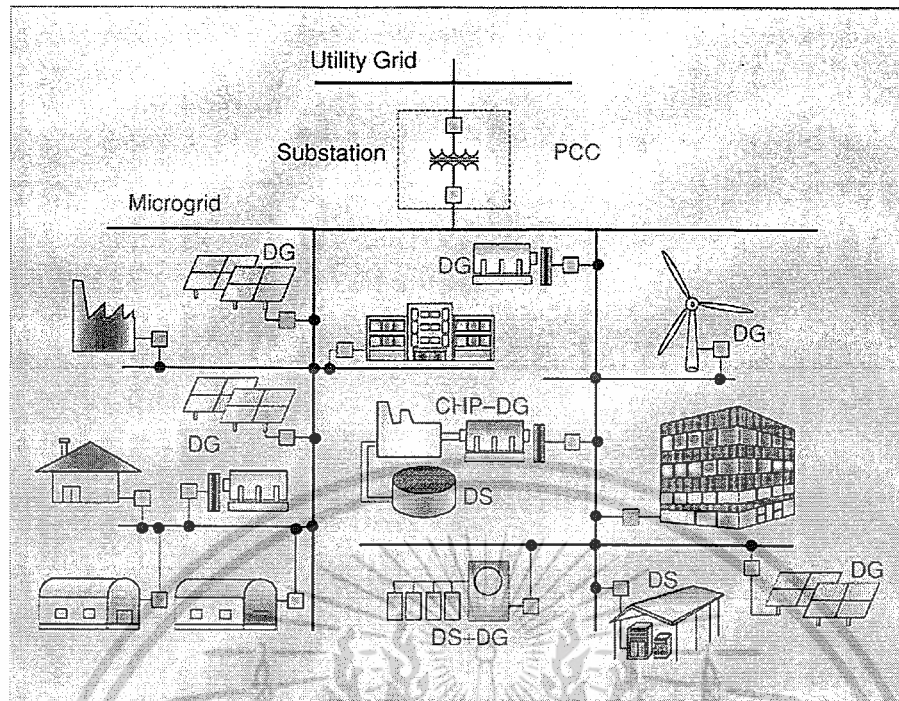 Utility Grid
Substation
PCC
Microgrid
DG
DG
DG
DG
CHP-DG
DS
DS
DG
DS+DG